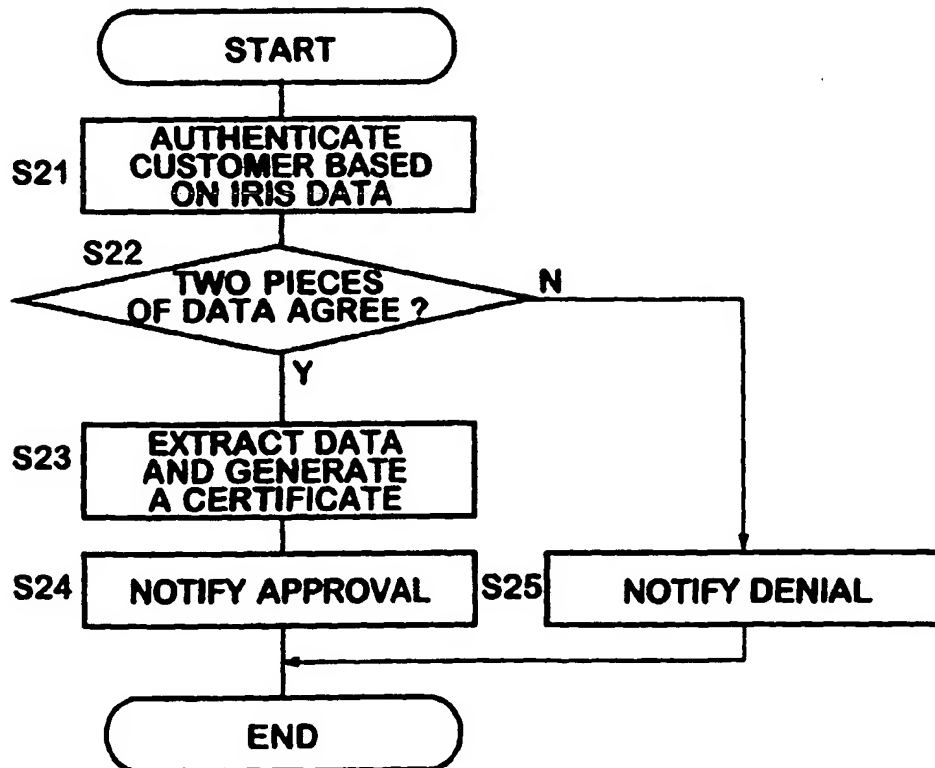 START
S21
AUTHENTICATE
CUSTOMER BASED
ON IRIS DATA
S22
TWO PIECES
OF DATA AGREE ?
N
Y
S23
EXTRACT DATA
AND GENERATE
A CERTIFICATE
S24
NOTIFY APPROVAL
S25
NOTIFY DENIAL
END